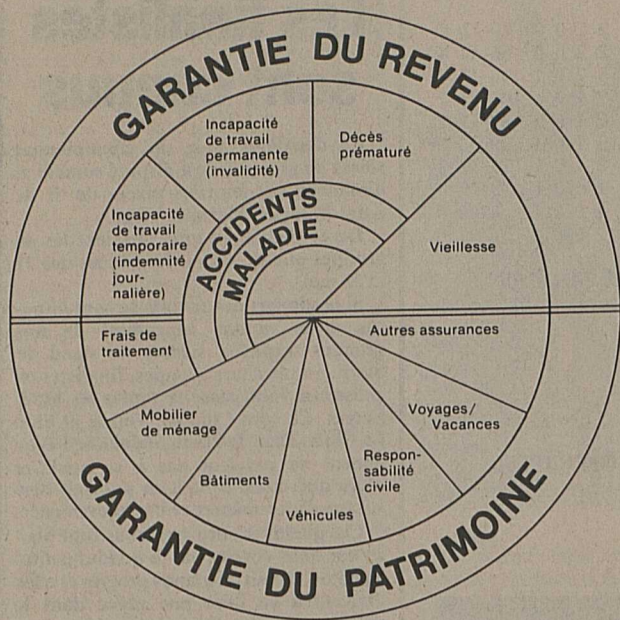 GARANTIE DU REVENU
Incapacité
de travail
permanente
(invalidité)
Décès
prématuré
Incapacité
de travail
temporaire
(indemnité
jour-
nalière)
ACCIDENTS
MALADIE
Vieillesse
Frais de
traitement
Autres assurances
Mobilier
de ménage
Voyages/
Vacances
Bâtiments
Respon-
sabilité
civile
Véhicules
GARANTIE DU PATRIMOINE